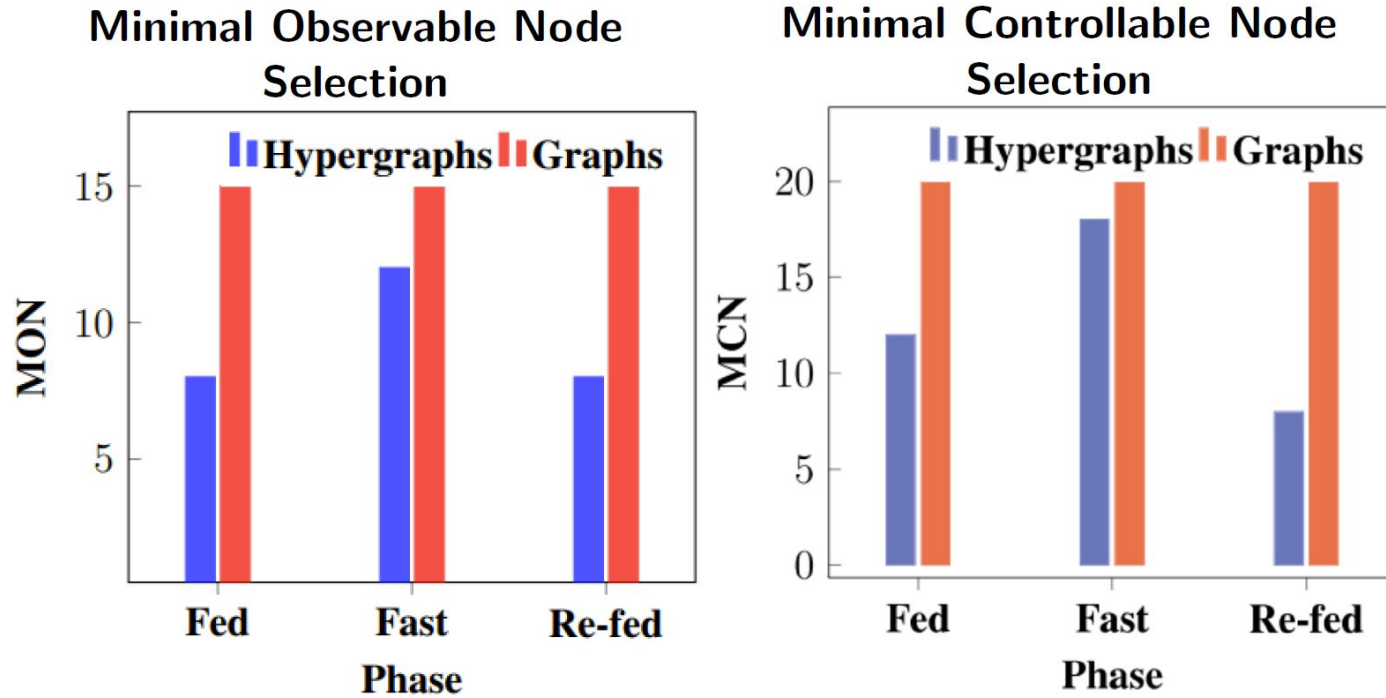 Minimal Observable Node
Selection
Hypergraphs Graphs
15
10
5
MON
Fed Fast Re-fed
Phase
Minimal Controllable Node
Selection
Hypergraphs Graphs
20
15
10
5
0
MCN
Fed Fast Re-fed
Phase